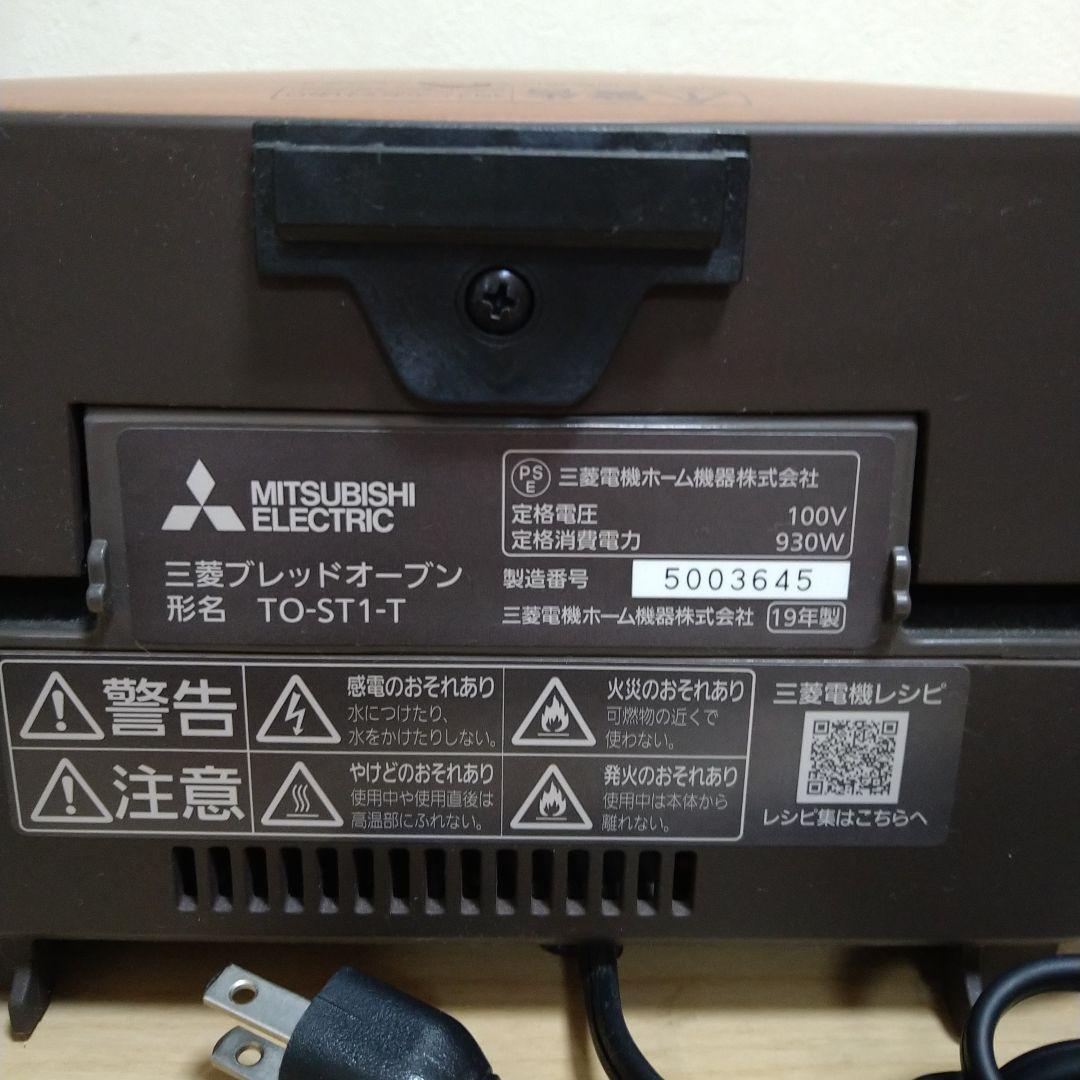 MITSUBISHI
ELECTRIC
三菱ブレッドオーブン
形名 TO-ST1-T
PS
E
三菱電機ホーム機器株式会社
定格電圧 100V
定格消費電力 930W
製造番号 5003645
三菱電機ホーム機器株式会社 19年製
警告
感電のおそれあり
水につけたり、
水をかけたりしない。
火災のおそれあり
可燃物の近くで
使わない。
注意
やけどのおそれあり
使用中や使用直後は
高温部にふれない。
発火のおそれあり
使用中は本体から
離れない。
三菱電機レシピ
レシピ集はこちらへ